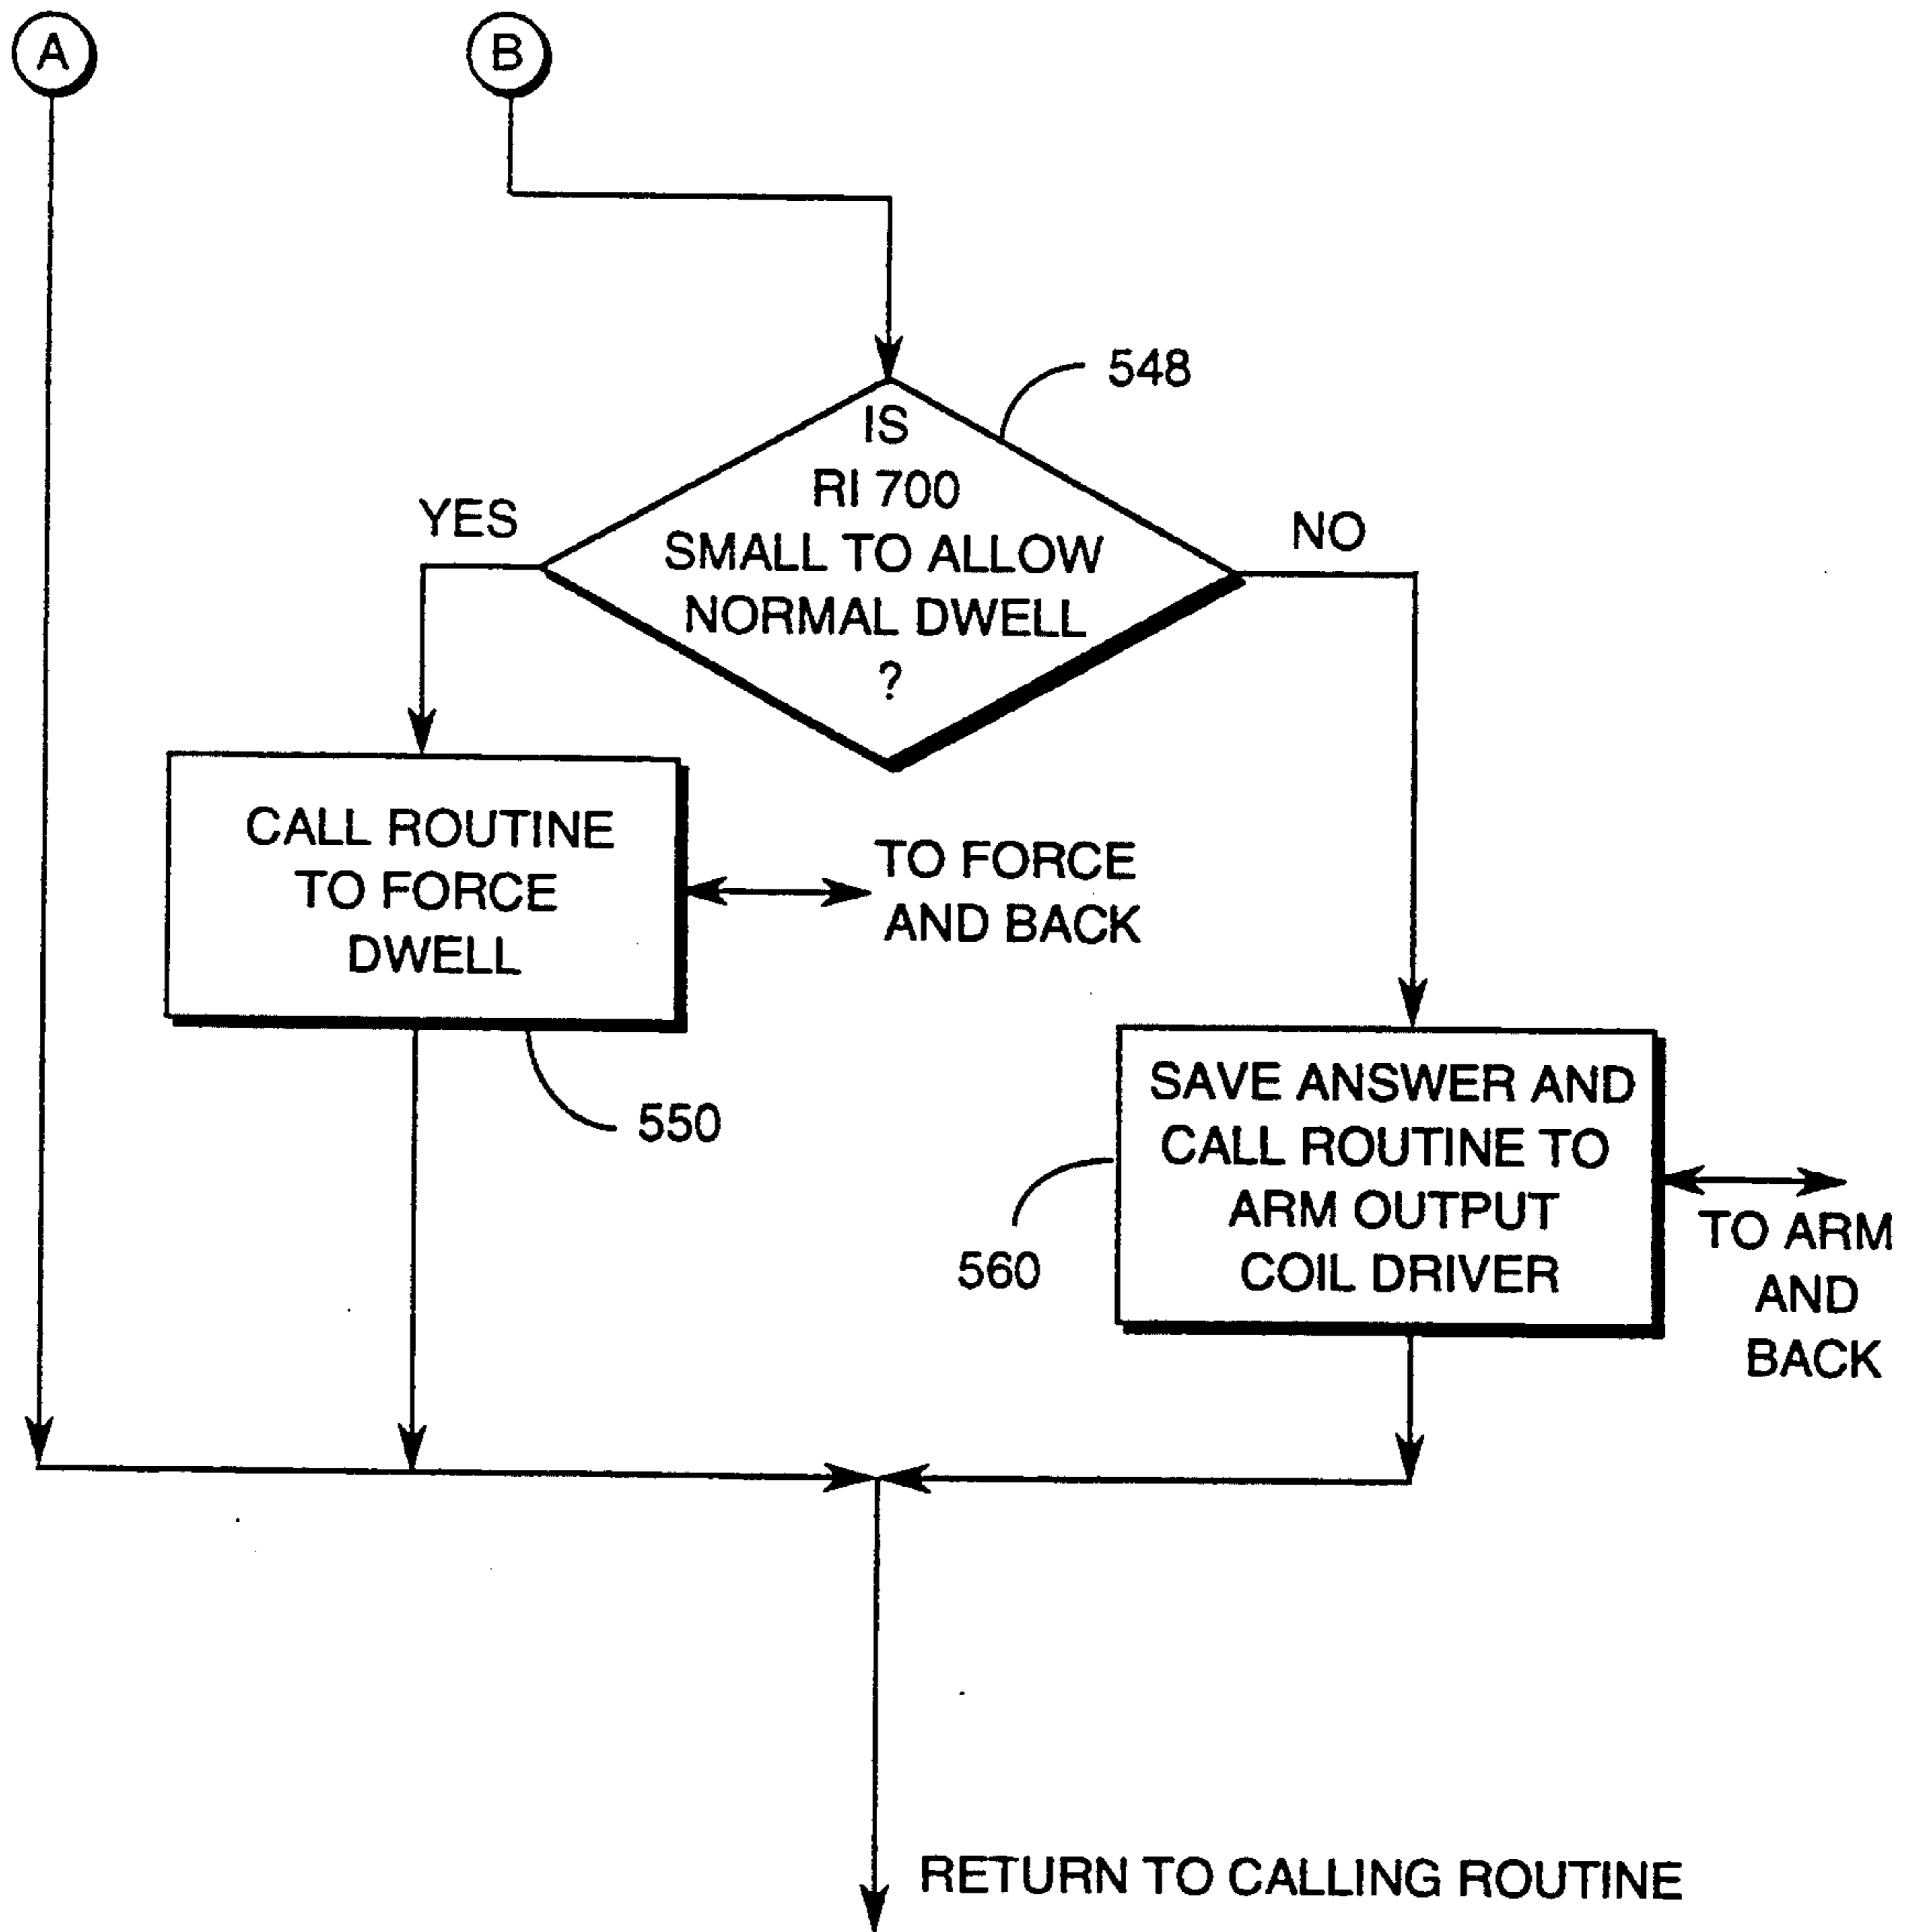 A
B
548
IS
RI 700
SMALL TO ALLOW
NORMAL DWELL
?
YES
NO
CALL ROUTINE
TO FORCE
DWELL
TO FORCE
AND BACK
550
SAVE ANSWER AND
CALL ROUTINE TO
ARM OUTPUT
COIL DRIVER
560
TO ARM
AND
BACK
RETURN TO CALLING ROUTINE